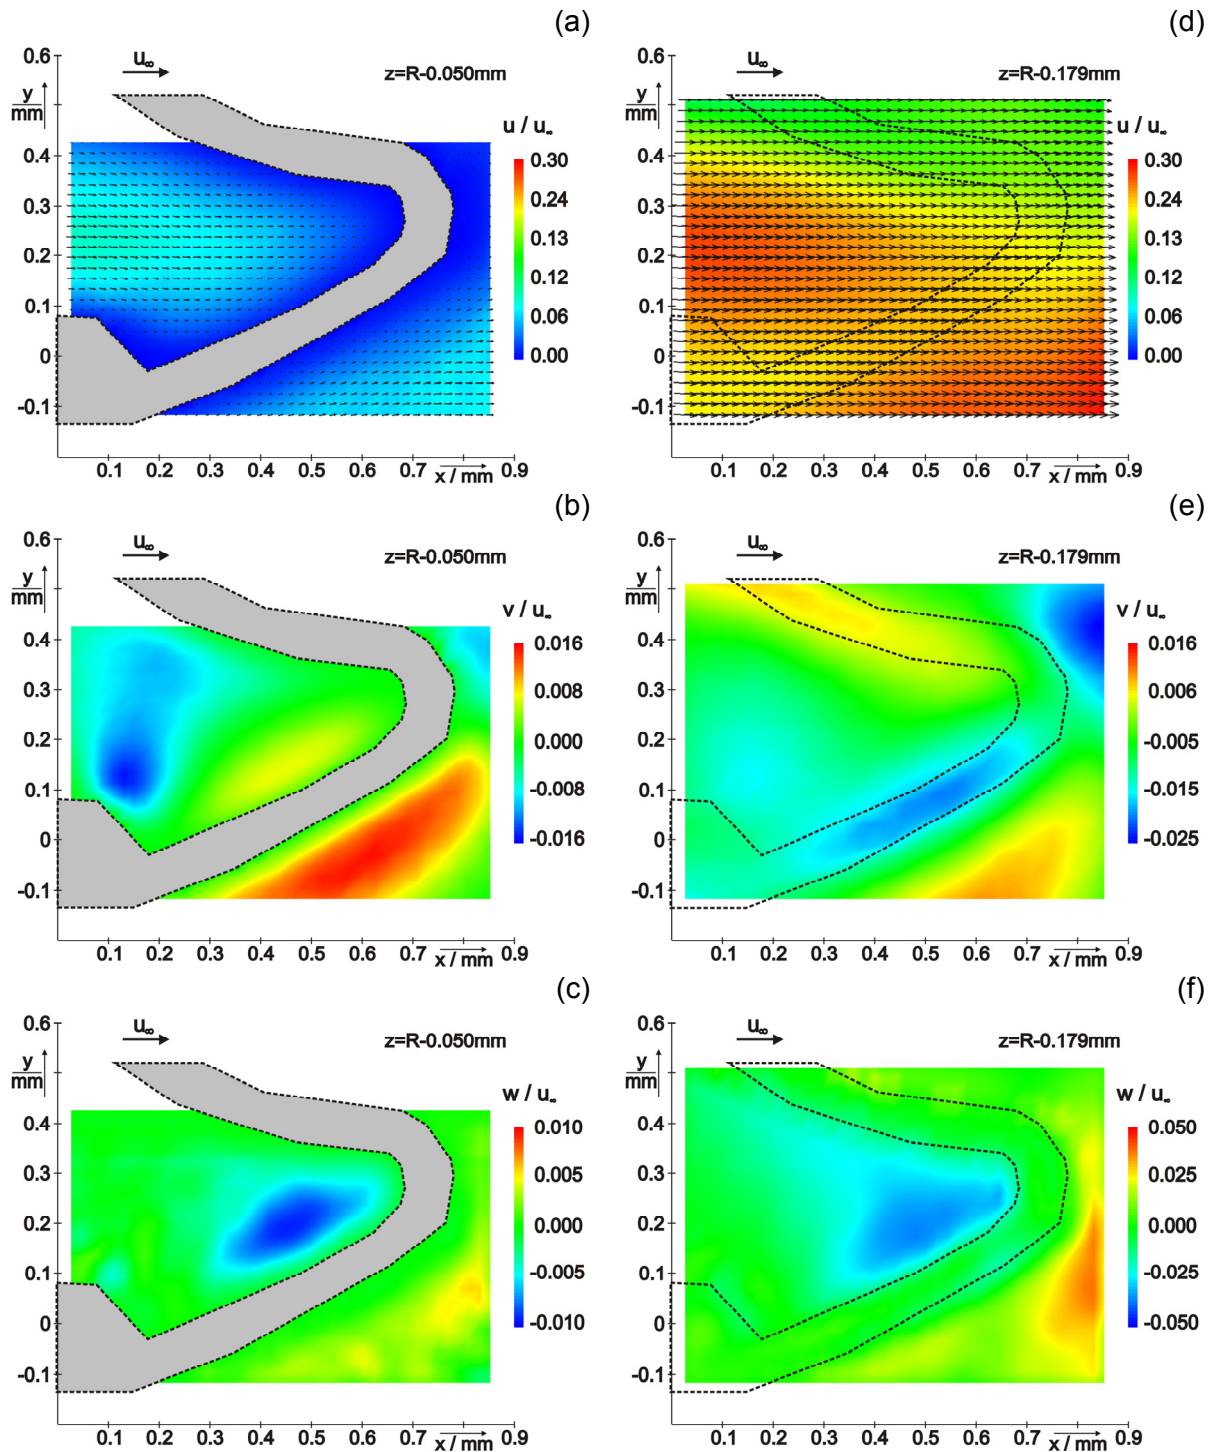 (a)
0.6
u∞
z=R-0.050mm
y
mm
u / u∞
0.4
0.30
0.3
0.24
0.13
0.2
0.12
0.1
0.06
0
0.00
-0.1
0.1 0.2 0.3 0.4 0.5 0.6 0.7 x / mm 0.9
(d)
0.6
u∞
z=R-0.179mm
y
mm
u / u∞
0.4
0.30
0.3
0.24
0.13
0.2
0.12
0.1
0.06
0
0.00
-0.1
0.1 0.2 0.3 0.4 0.5 0.6 0.7 x / mm 0.9
(b)
0.6
u∞
z=R-0.050mm
y
mm
v / u∞
0.4
0.016
0.3
0.008
0.2
0.000
0.1
-0.008
0
-0.016
-0.1
0.1 0.2 0.3 0.4 0.5 0.6 0.7 x / mm 0.9
(e)
0.6
u∞
z=R-0.179mm
y
mm
v / u∞
0.4
0.016
0.3
0.006
0.2
-0.005
0.1
-0.015
0
-0.025
-0.1
0.1 0.2 0.3 0.4 0.5 0.6 0.7 x / mm 0.9
(c)
0.6
u∞
z=R-0.050mm
y
mm
w / u∞
0.4
0.010
0.3
0.005
0.2
0.000
0.1
-0.005
0
-0.010
-0.1
0.1 0.2 0.3 0.4 0.5 0.6 0.7 x / mm 0.9
(f)
0.6
u∞
z=R-0.179mm
y
mm
w / u∞
0.4
0.050
0.3
0.025
0.2
0.000
0.1
-0.025
0
-0.050
-0.1
0.1 0.2 0.3 0.4 0.5 0.6 0.7 x / mm 0.9